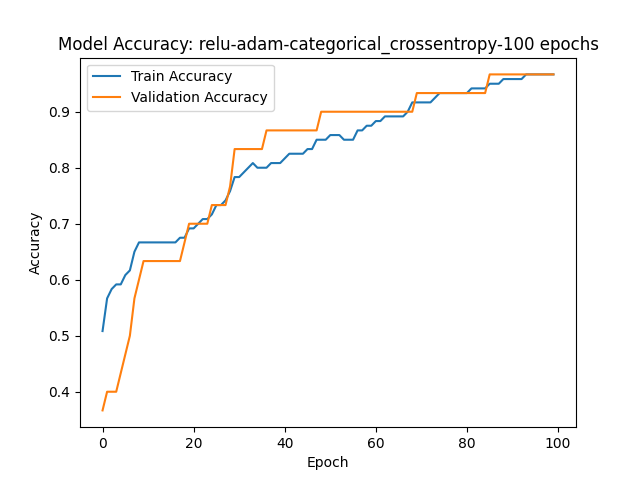 Model Accuracy: relu-adam-categorical_crossentropy-100 epochs
Train Accuracy
Validation Accuracy
Accuracy
0.9
0.8
0.7
0.6
0.5
0.4
0 20 40 60 80 100
Epoch